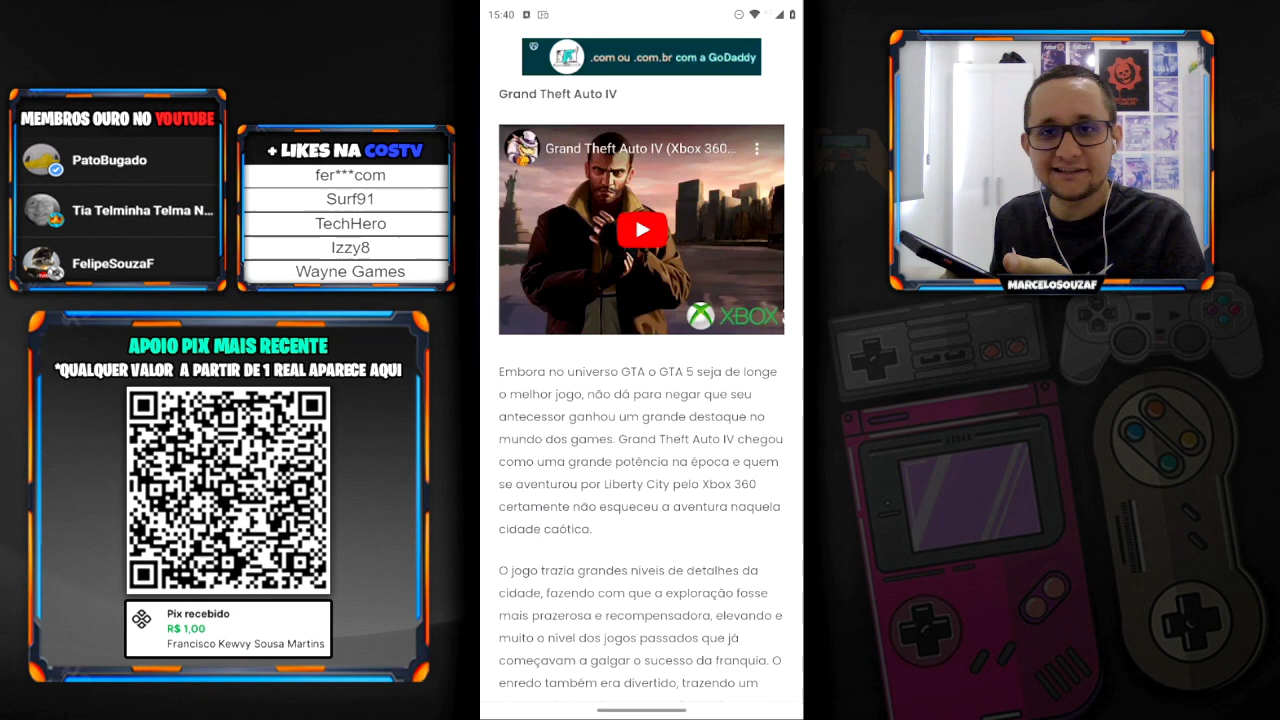 MEMBROS OURO NO YOUTUBE
PatoBugado
Tia Telminha Telma N...
FelipeSouzaF
+ LIKES NA COSTV
fer***com
Surf91
TechHero
Izzy8
Wayne Games
APOIO PIX MAIS RECENTE
*QUALQUER VALOR A PARTIR DE 1 REAL APARECE AQUI
Pix recebido
R$ 1,00
Francisco Kewvy Sousa Martins
15:40
.com ou .com.br com a GoDaddy
Grand Theft Auto IV
Grand Theft Auto IV (Xbox 360...
XBOX
Embora no universo GTA o GTA 5 seja de longe
o melhor jogo, não dá para negar que seu
antecessor ganhou um grande destaque no
mundo dos games. Grand Theft Auto IV chegou
como uma grande potência na época e quem
se aventurou por Liberty City pelo Xbox 360
certamente não esqueceu a aventura naquela
cidade caótica.
O jogo trazia grandes níveis de detalhes da
cidade, fazendo com que a exploração fosse
mais prazerosa e recompensadora, elevando e
muito o nível dos jogos passados que já
começavam a galgar o sucesso da franquia. O
enredo também era divertido, trazendo um
MARCELOSOUZAF